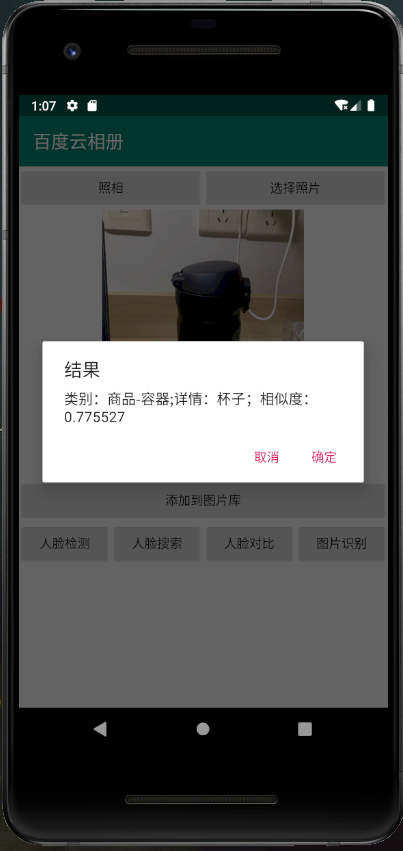 1:07
百度云相册
照相
选择照片
结果
类别：商品-容器;详情：杯子；相似度：
0.775527
取消
确定
添加到图片库
人脸检测
人脸搜索
人脸对比
图片识别